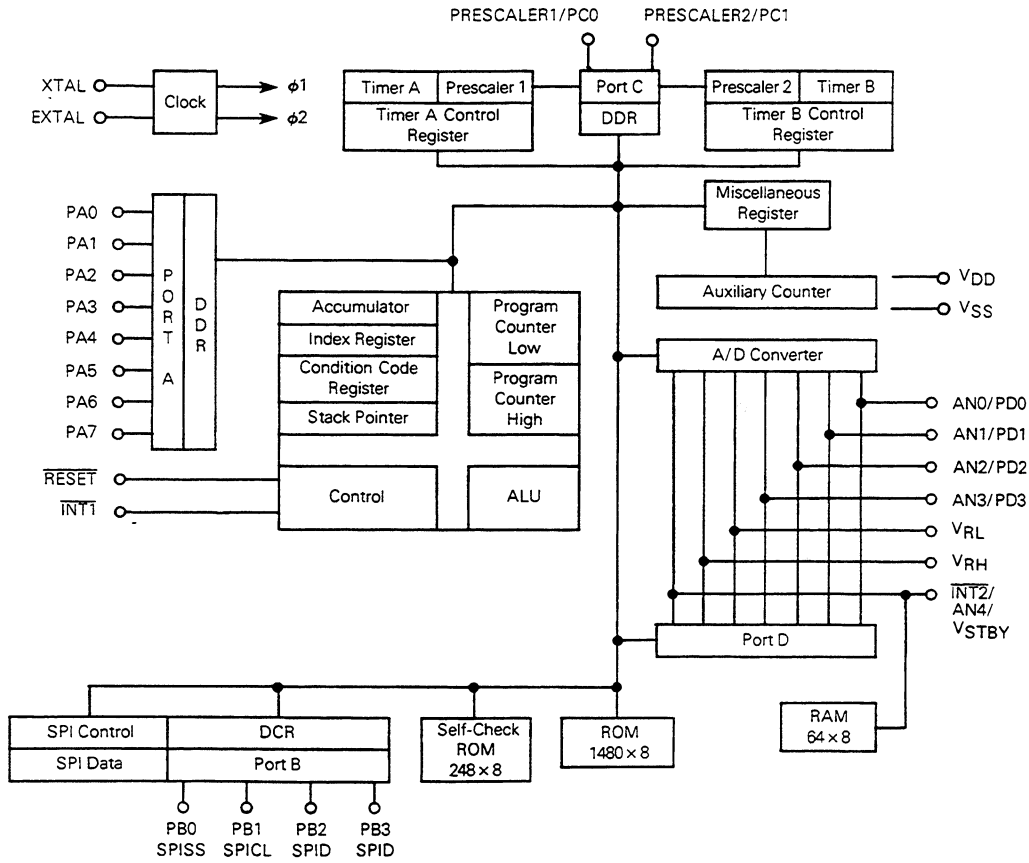 PRESCALER1/PC0 PRESCALER2/PC1
XTAL
EXTAL
Clock
ϕ1
ϕ2
Timer A
Prescaler 1
Timer A Control
Register
Port C
DDR
Prescaler 2
Timer B
Timer B Control
Register
Miscellaneous
Register
Auxiliary Counter
VDD
VSS
PA0
PA1
PA2
PA3
PA4
PA5
PA6
PA7
PORT A
DDR
RESET
INT1
Accumulator
Index Register
Condition Code
Register
Stack Pointer
Program
Counter
Low
Program
Counter
High
Control
ALU
A/D Converter
AN0/PD0
AN1/PD1
AN2/PD2
AN3/PD3
VRL
VRH
INT2/
AN4/
VSTBY
Port D
SPI Control
DCR
SPI Data
Port B
Self-Check
ROM
248×8
ROM
1480×8
RAM
64×8
PB0
SPISS
PB1
SPICL
PB2
SPID
PB3
SPID